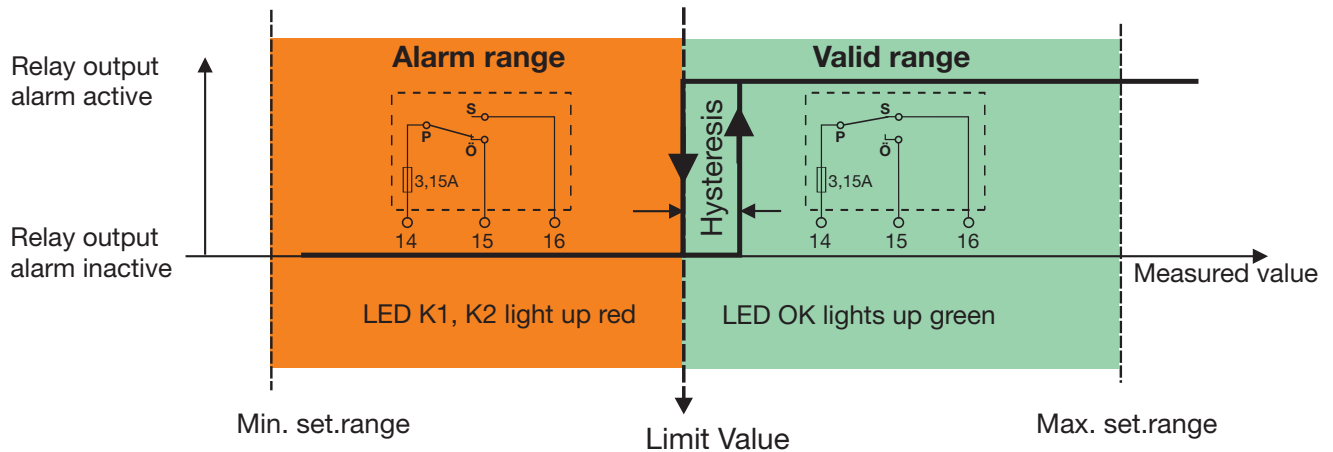 Relay output
alarm active
Relay output
alarm inactive
Alarm range
S
P
Ö
3,15A
14 15 16
LED K1, K2 light up red
Hysteresis
Valid range
S
P
Ö
3,15A
14 15 16
LED OK lights up green
Measured value
Min. set.range
Limit Value
Max. set.range